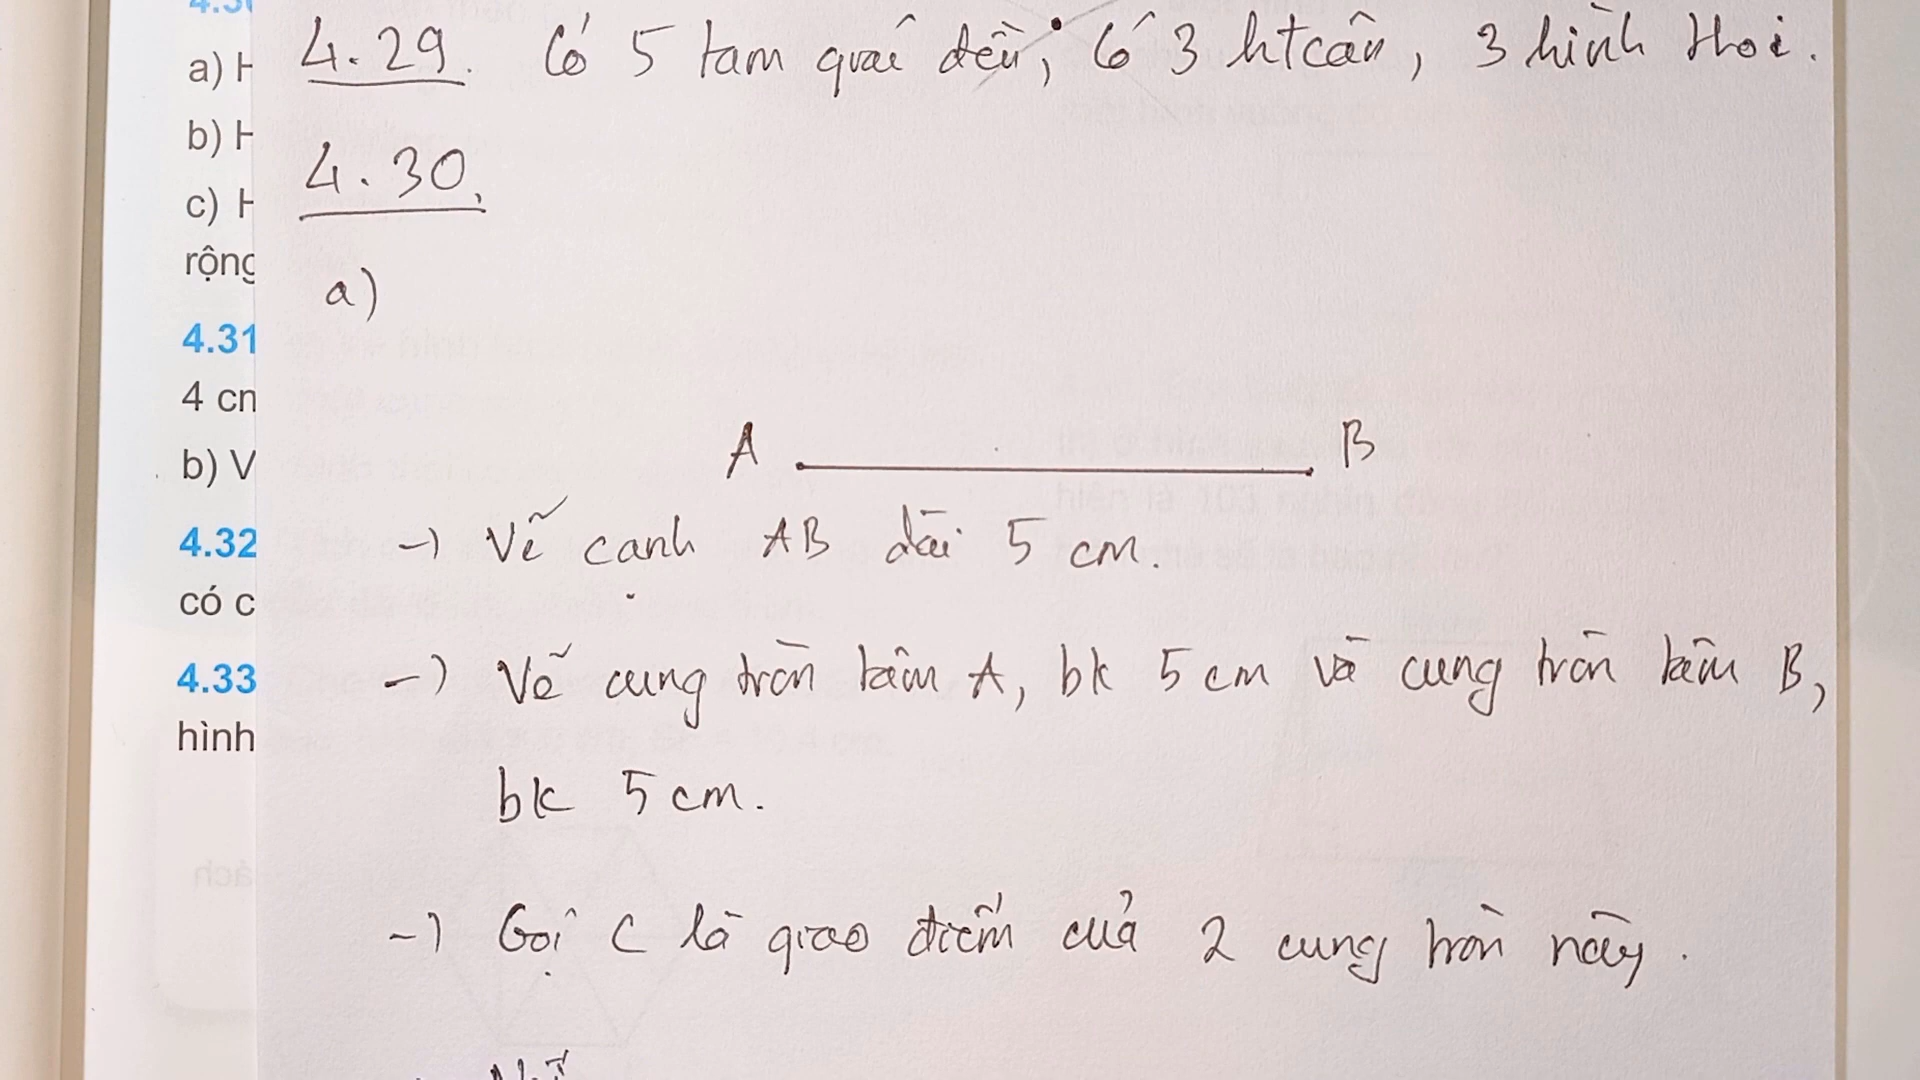 4.29. Có 5 tam giác đều; Có 3 htcân, 3 hình thoi.
a) H
b) H
4.30.
c) H
rộng
a)
4.31
4 cm
A B
b) V
4.32
-) Vẽ cạnh AB dài 5 cm.
có c
4.33
-) Vẽ cung tròn tâm A, bk 5 cm và cung tròn tâm B,
hình
bk 5 cm.
-) Gọi C là giao điểm của 2 cung tròn này.